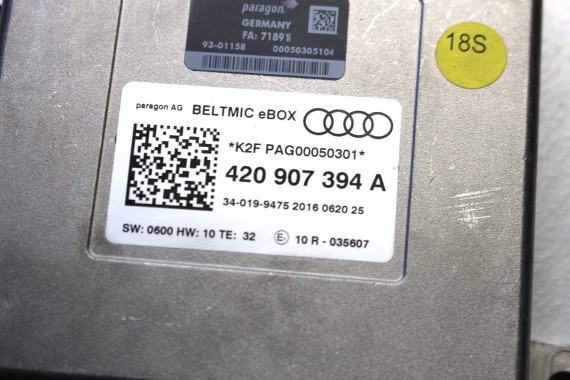 paragon.
GERMANY
FA: 71891
93-01158 00050305104
18S
paragon AG BELTMIC eBOX
*K2F PAG00050301*
420 907 394 A
34-019-9475 2016 0620 25
SW: 0600 HW: 10 TE: 32 E 10 R - 035607